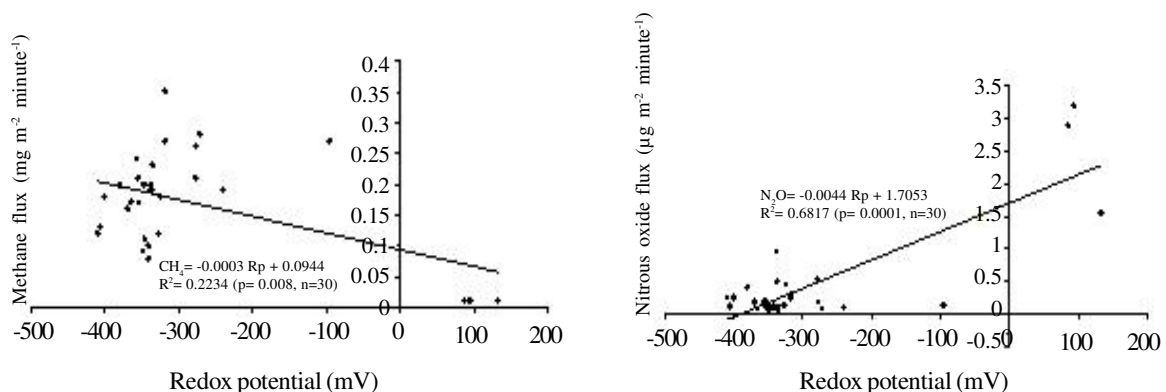 Methane flux (mg m⁻² minute⁻¹)
0.4
0.35
0.3
0.25
0.2
0.15
0.1
0.05
0
CH₄= -0.0003 Rp + 0.0944
R²= 0.2234 (p= 0.008, n=30)
-500 -400 -300 -200 -100 0 100 200
Redox potential (mV)
Nitrous oxide flux (µg m⁻² minute⁻¹)
3.5
3
2.5
2
1.5
1
0.5
0
-0.5
N₂O= -0.0044 Rp + 1.7053
R²= 0.6817 (p= 0.0001, n=30)
-500 -400 -300 -200 -100 0 100 200
Redox potential (mV)